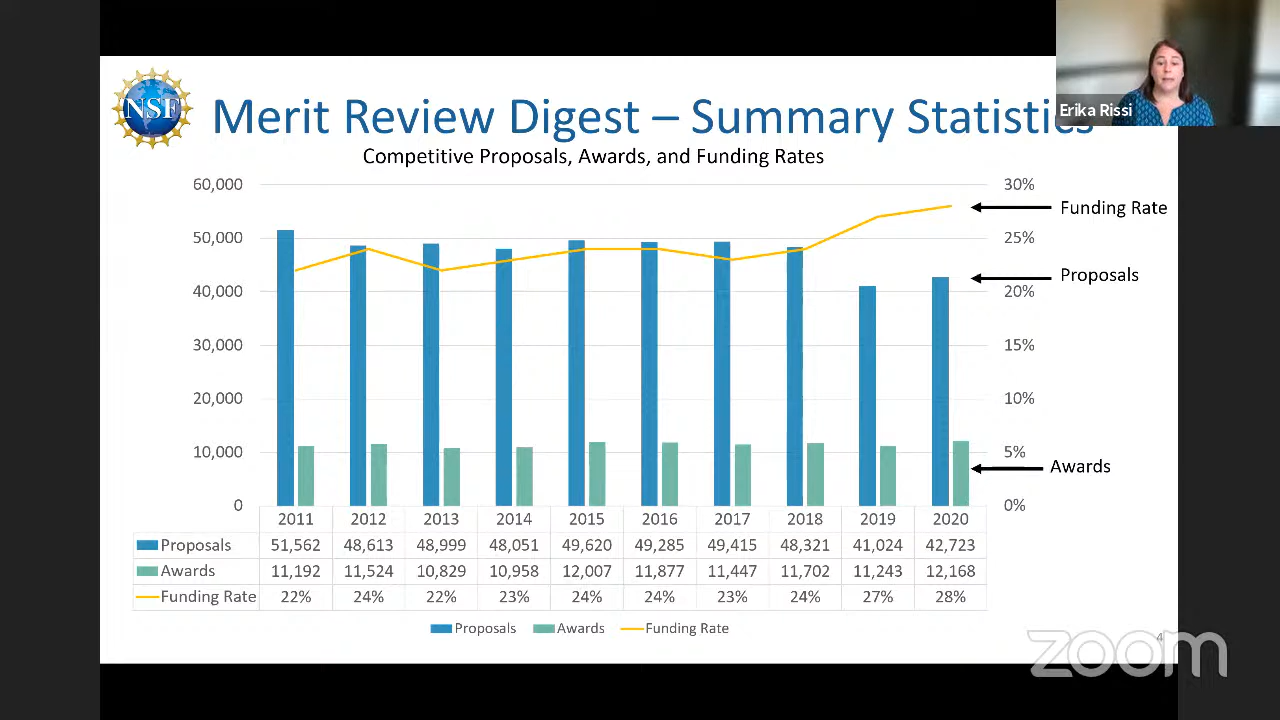 NSF
Merit Review Digest – Summary Statistics
Erika Rissi
Competitive Proposals, Awards, and Funding Rates
60,000
50,000
40,000
30,000
20,000
10,000
0
30%
25%
20%
15%
10%
5%
0%
Funding Rate
Proposals
Awards
2011 2012 2013 2014 2015 2016 2017 2018 2019 2020
Proposals 51,562 48,613 48,999 48,051 49,620 49,285 49,415 48,321 41,024 42,723
Awards 11,192 11,524 10,829 10,958 12,007 11,877 11,447 11,702 11,243 12,168
Funding Rate 22% 24% 22% 23% 24% 24% 23% 24% 27% 28%
Proposals Awards Funding Rate
4
zoom